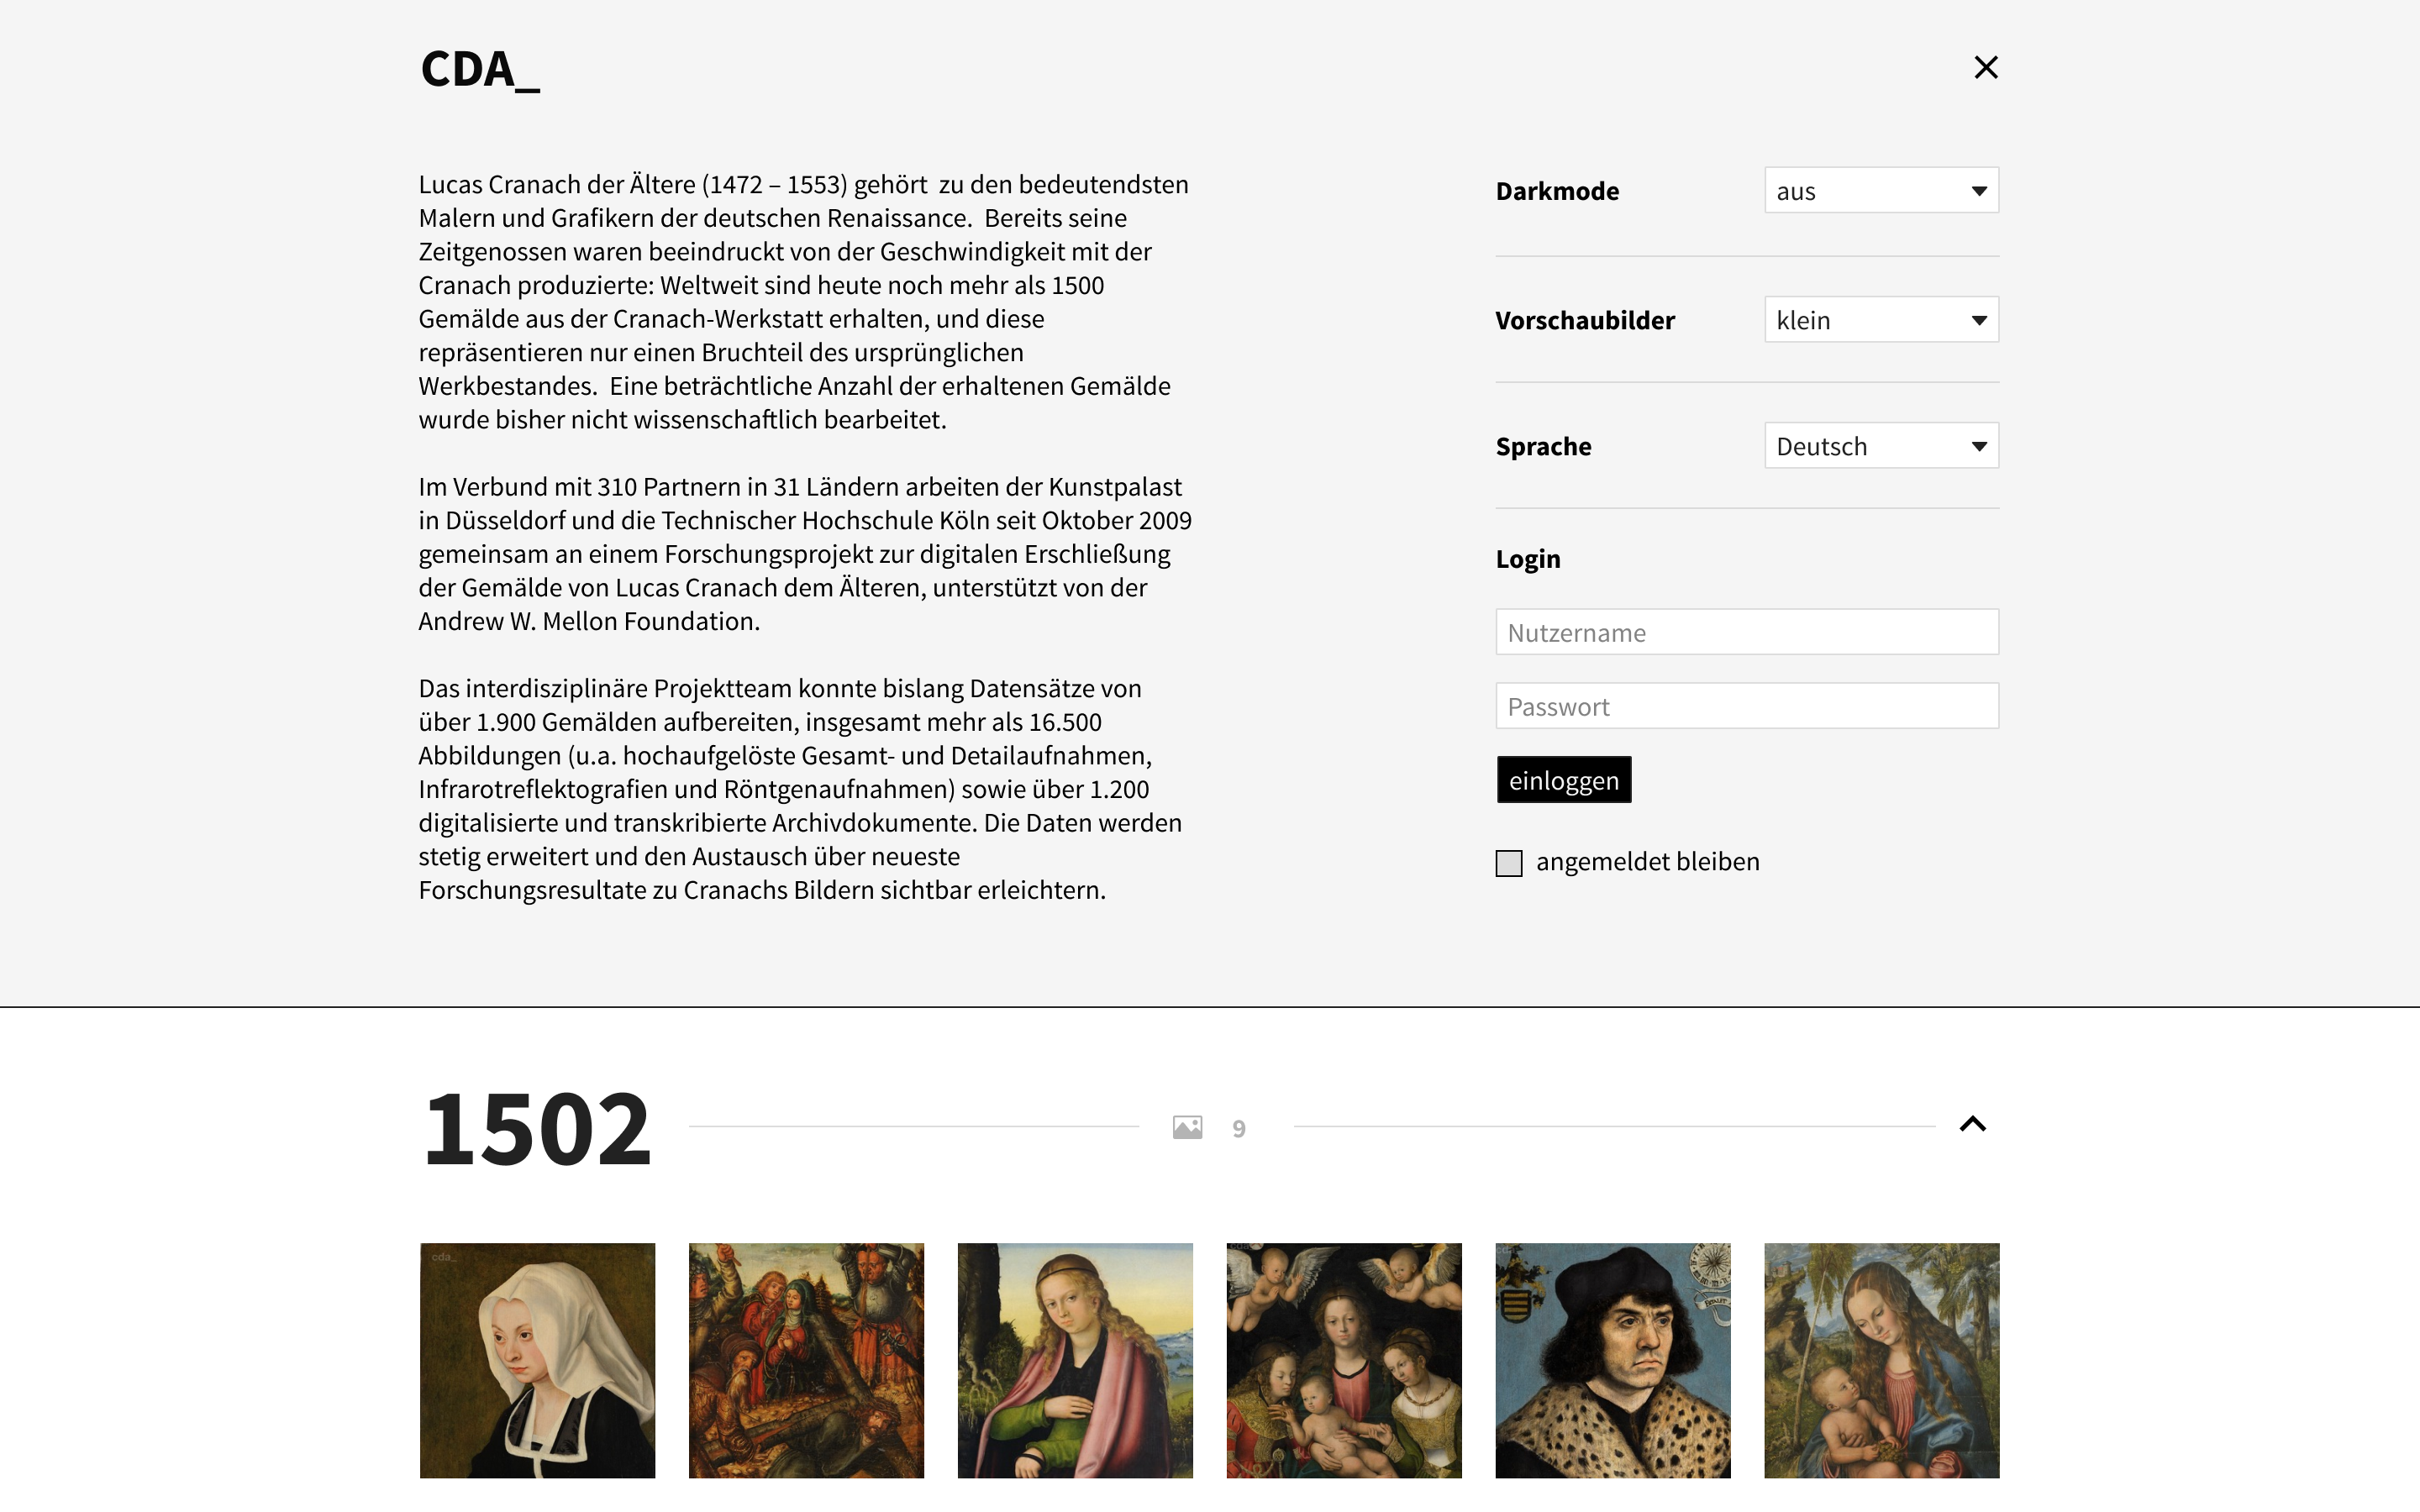 CDA_
Lucas Cranach der Ältere (1472 – 1553) gehört  zu den bedeutendsten
Malern und Grafikern der deutschen Renaissance.  Bereits seine
Zeitgenossen waren beeindruckt von der Geschwindigkeit mit der
Cranach produzierte: Weltweit sind heute noch mehr als 1500
Gemälde aus der Cranach-Werkstatt erhalten, und diese
repräsentieren nur einen Bruchteil des ursprünglichen
Werkbestandes.  Eine beträchtliche Anzahl der erhaltenen Gemälde
wurde bisher nicht wissenschaftlich bearbeitet.
Im Verbund mit 310 Partnern in 31 Ländern arbeiten der Kunstpalast
in Düsseldorf und die Technischer Hochschule Köln seit Oktober 2009
gemeinsam an einem Forschungsprojekt zur digitalen Erschließung
der Gemälde von Lucas Cranach dem Älteren, unterstützt von der
Andrew W. Mellon Foundation.
Das interdisziplinäre Projektteam konnte bislang Datensätze von
über 1.900 Gemälden aufbereiten, insgesamt mehr als 16.500
Abbildungen (u.a. hochaufgelöste Gesamt- und Detailaufnahmen,
Infrarotreflektografien und Röntgenaufnahmen) sowie über 1.200
digitalisierte und transkribierte Archivdokumente. Die Daten werden
stetig erweitert und den Austausch über neueste
Forschungsresultate zu Cranachs Bildern sichtbar erleichtern.
Darkmode
aus
Vorschaubilder
klein
Sprache
Deutsch
Login
Nutzername
Passwort
einloggen
angemeldet bleiben
1502
9
cda_